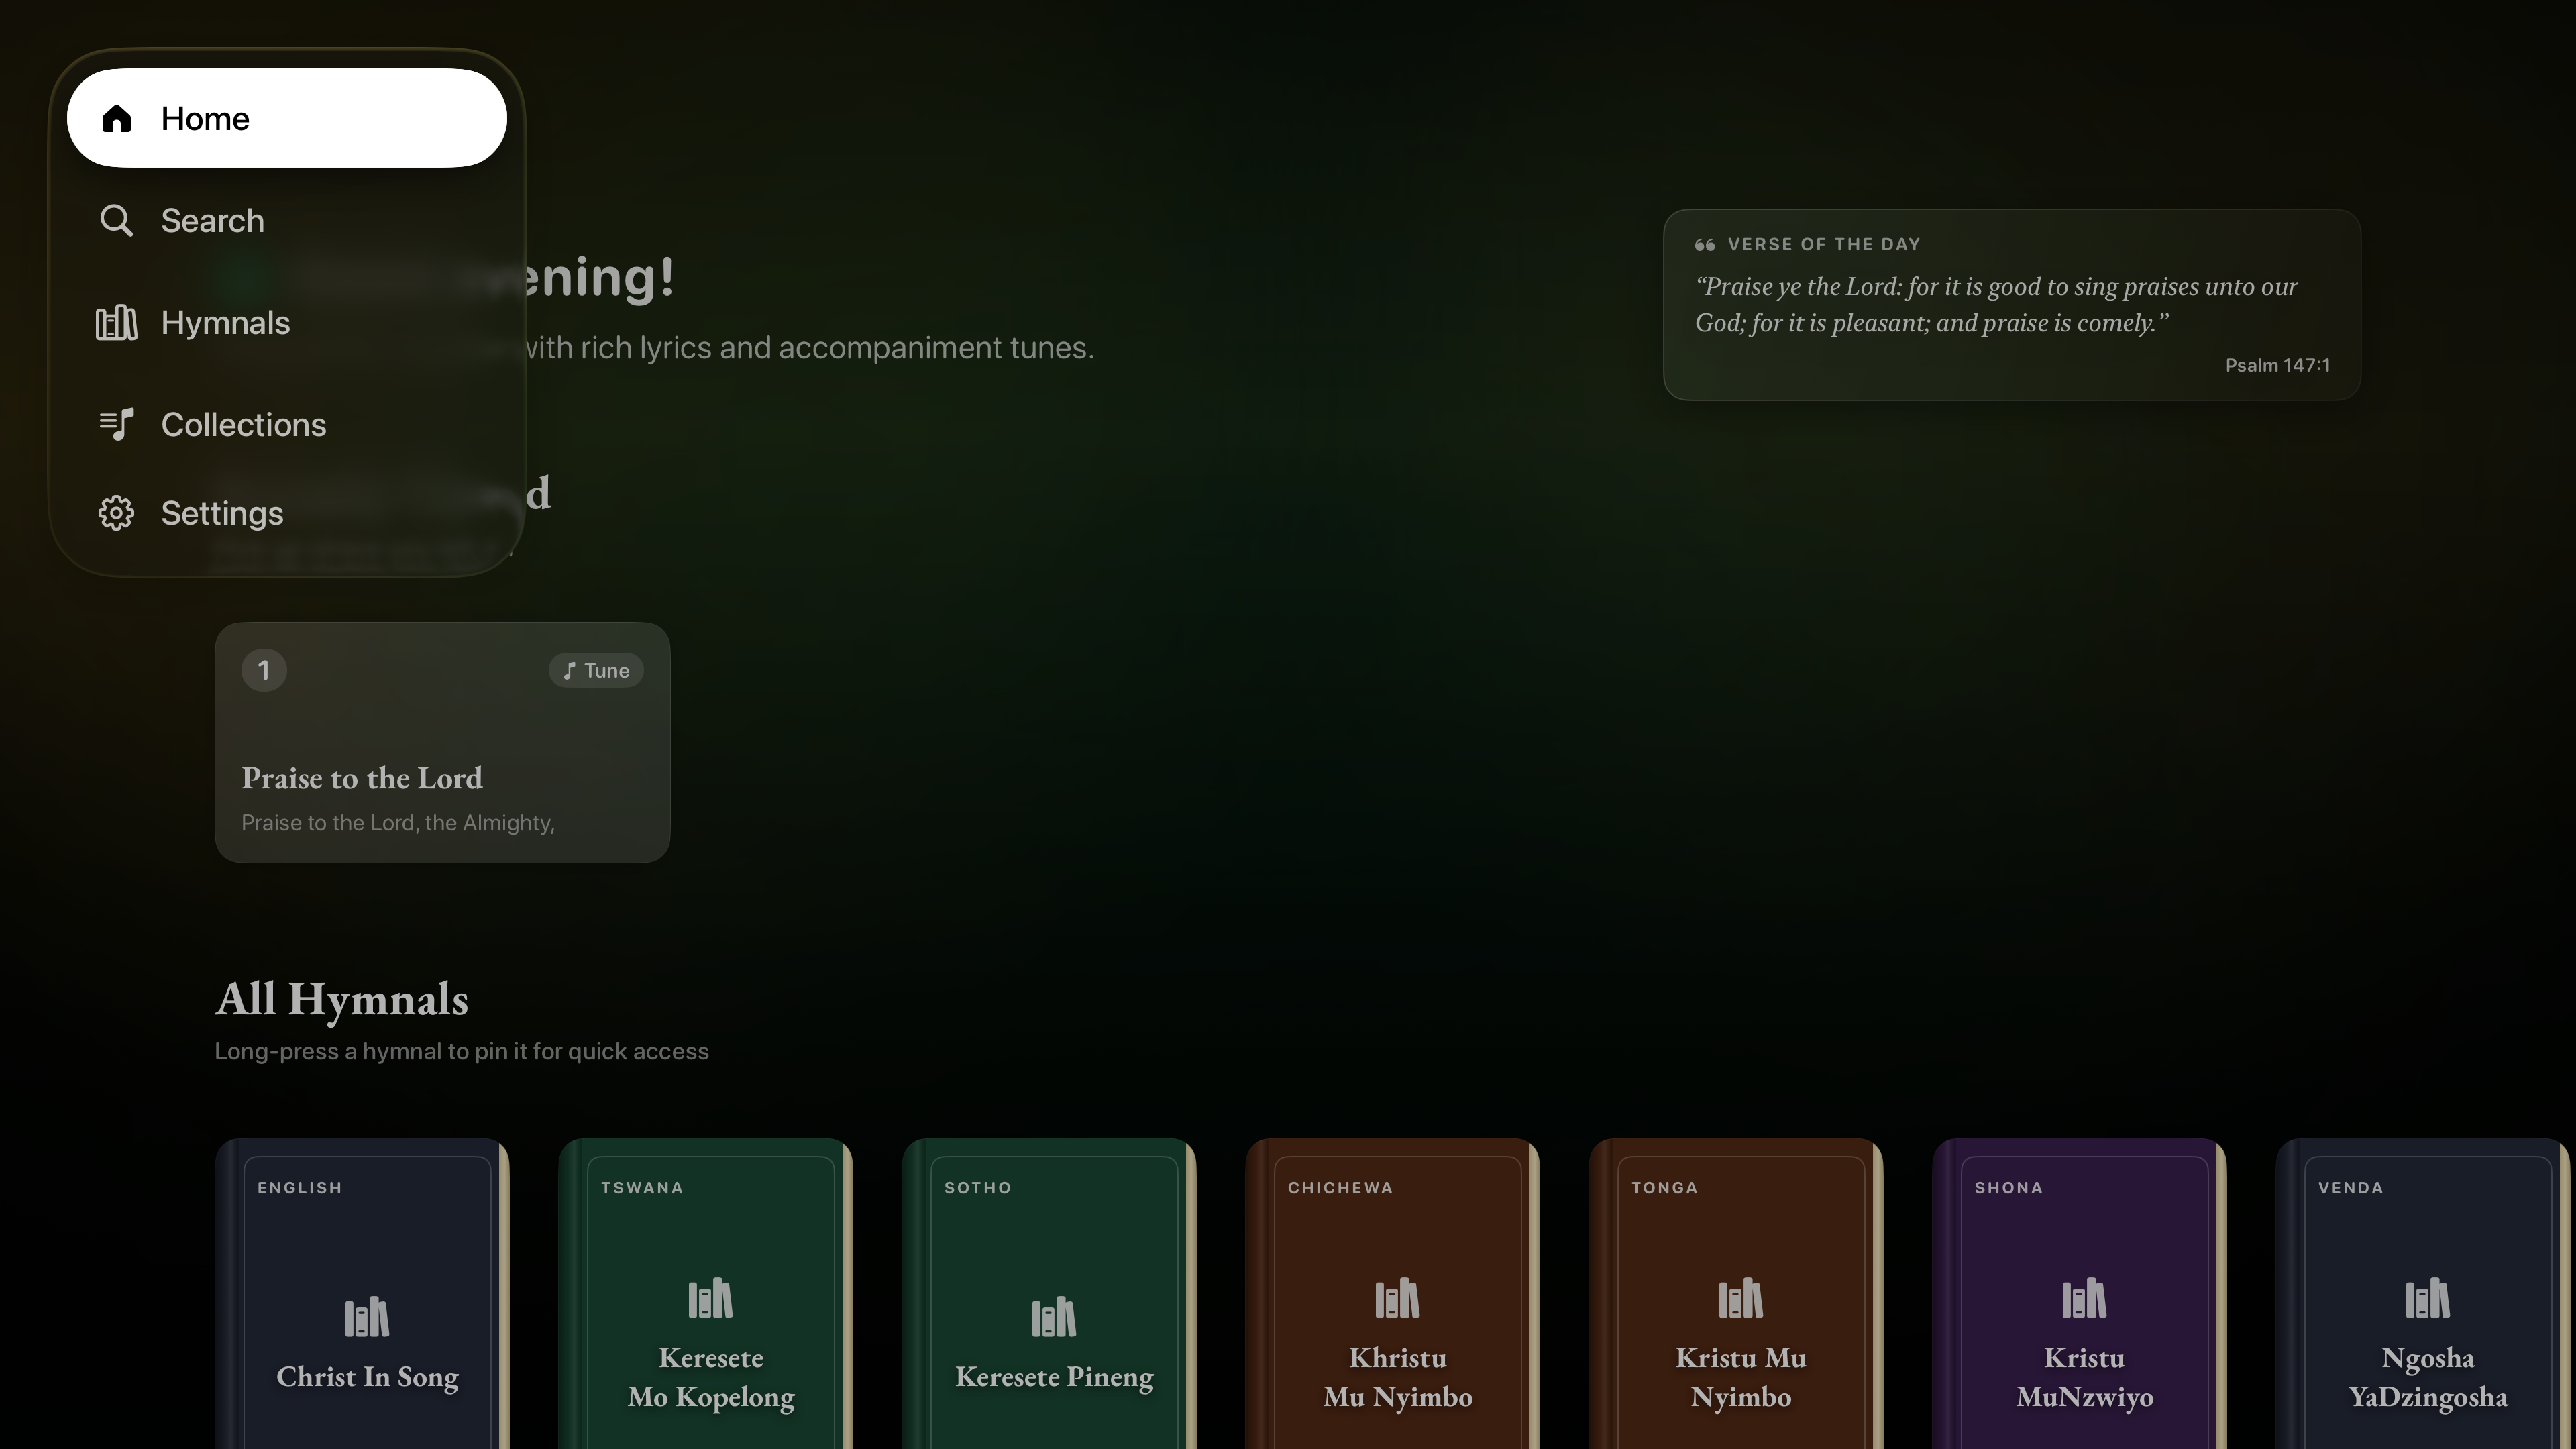 Home
Search
Hymnals
Collections
Settings
ening!
with rich lyrics and accompaniment tunes.
VERSE OF THE DAY
“Praise ye the Lord: for it is good to sing praises unto our
God; for it is pleasant; and praise is comely.”
Psalm 147:1
d
1
Tune
Praise to the Lord
Praise to the Lord, the Almighty,
All Hymnals
Long-press a hymnal to pin it for quick access
ENGLISH
Christ In Song
TSWANA
Keresete
Mo Kopelong
SOTHO
Keresete Pineng
CHICHEWA
Khristu
Mu Nyimbo
TONGA
Kristu Mu
Nyimbo
SHONA
Kristu
MuNzwiyo
VENDA
Ngosha
YaDzingosha